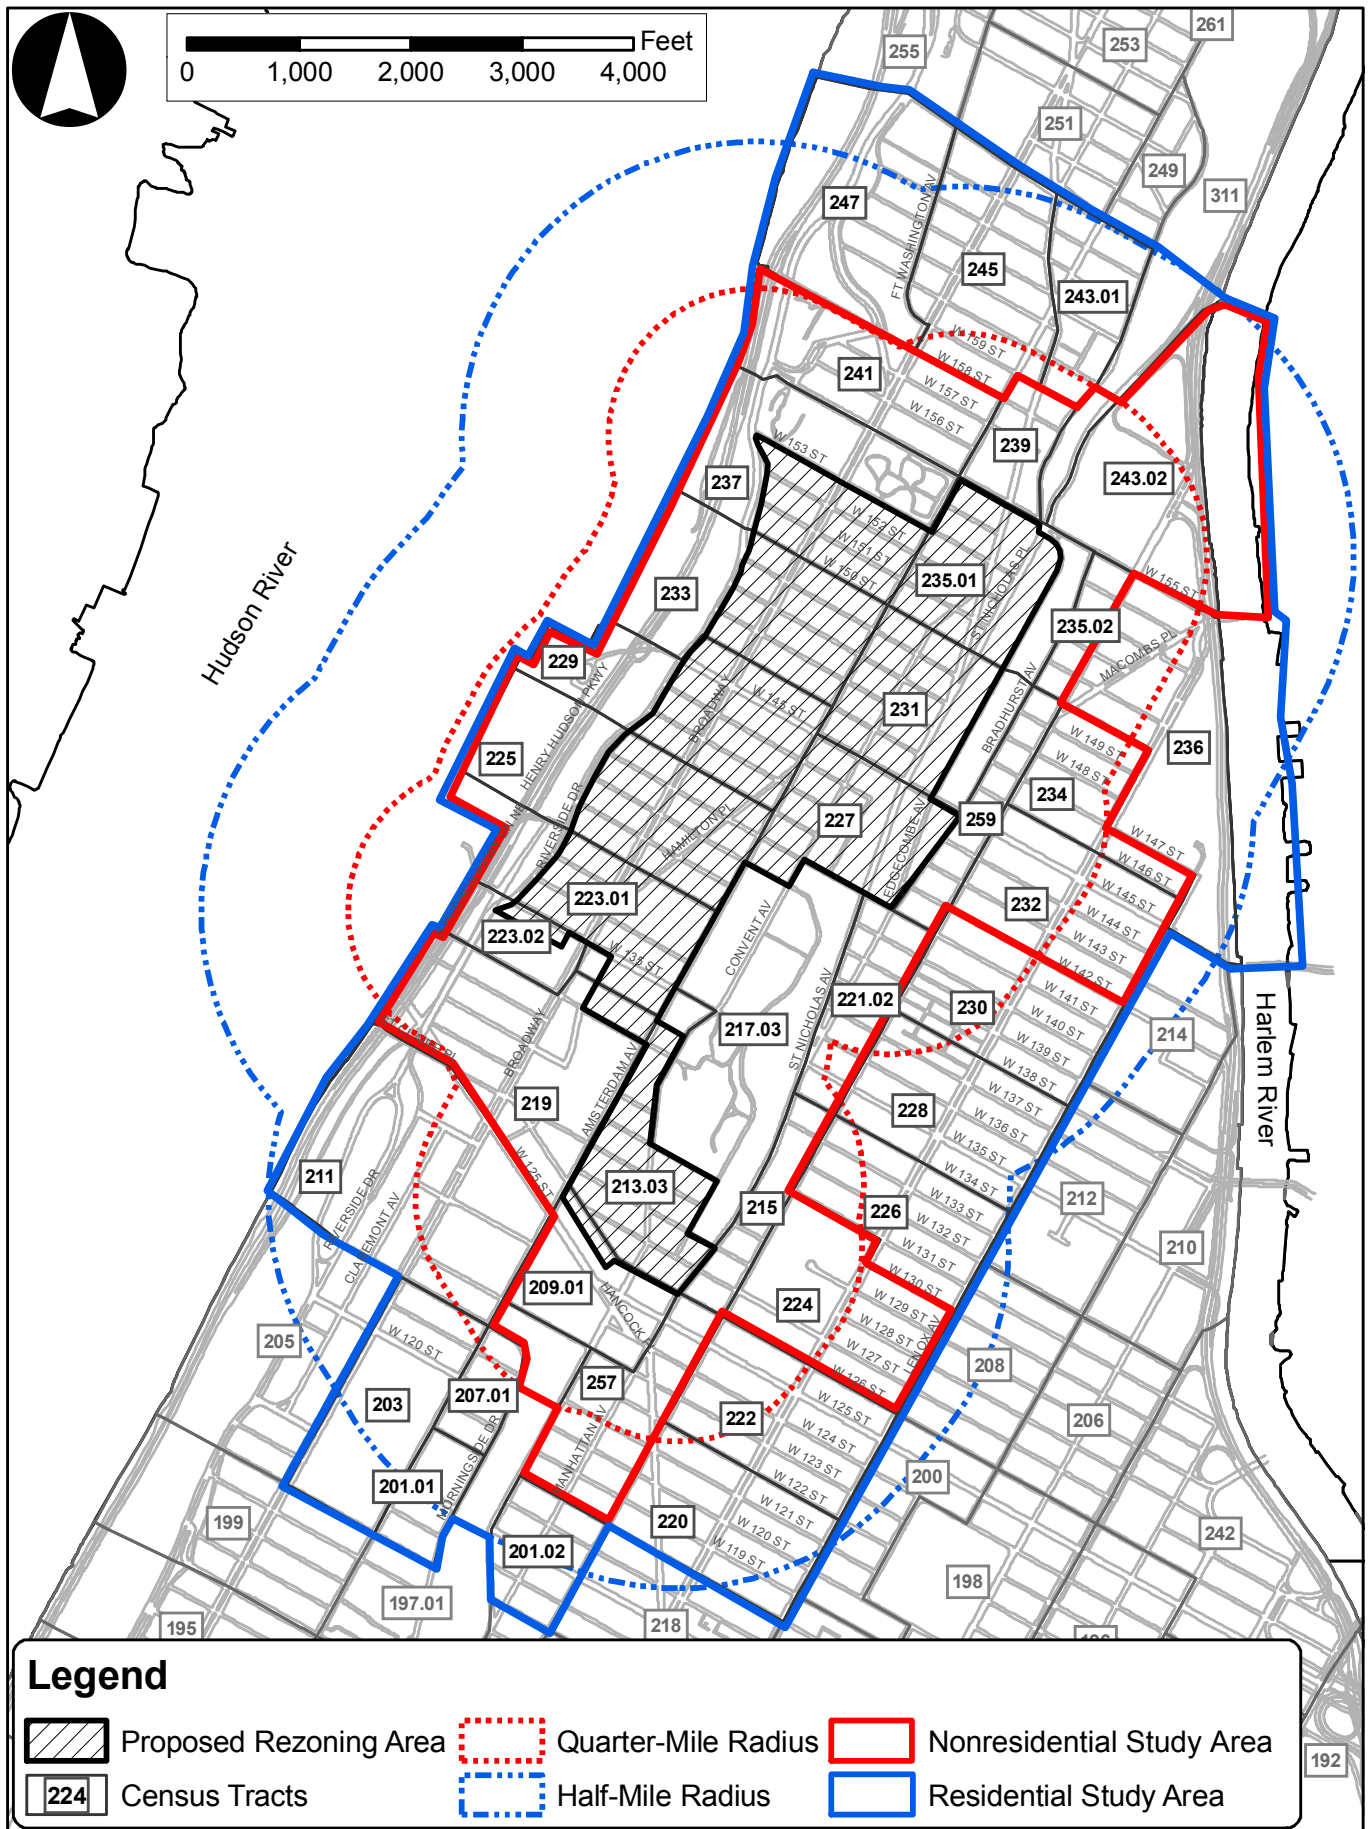 Feet
0 1,000 2,000 3,000 4,000
261
255
253
251
249
311
247
FT WASHINGTON AV
245
243.01
W 159 ST
W 158 ST
241
W 157 ST
W 156 ST
239
W 153 ST
243.02
237
W 152 ST
W 151 ST
W 150 ST
235.01
ST NICHOLS PL
W 155 ST
Hudson River
233
235.02
MACOMBS PL
229
HENRY HUDSON PKWY
BROADWAY
W 145 ST
231
BRADHURST AV
225
W 149 ST
W 148 ST
236
234
RIVERSIDE DR
HAMILTON PL
227
EDGECOMBE AV
259
W 147 ST
W 146 ST
W 145 ST
223.01
232
W 144 ST
W 143 ST
W 142 ST
223.02
W 135 ST
CONVENT AV
ST NICHOLAS AV
221.02
230
W 141 ST
W 140 ST
W 139 ST
W 138 ST
214
Harlem River
217.03
BROADWAY
AMSTERDAM AV
219
228
W 137 ST
W 136 ST
W 135 ST
W 134 ST
W 125 ST
211
RIVERSIDE DR
CLAREMONT AV
213.03
215
226
W 133 ST
W 132 ST
W 131 ST
W 130 ST
212
210
209.01
HANCOCK
224
W 129 ST
W 128 ST
W 127 ST
W 126 ST
LENOX AV
205
W 120 ST
208
257
207.01
203
222
W 125 ST
W 124 ST
W 123 ST
W 122 ST
W 121 ST
W 120 ST
W 119 ST
206
MANHATTAN AV
MORNINGSIDE DR
201.01
200
199
220
242
201.02
197.01
198
195
218
192
Legend
Proposed Rezoning Area
Quarter-Mile Radius
Nonresidential Study Area
224
Census Tracts
Half-Mile Radius
Residential Study Area